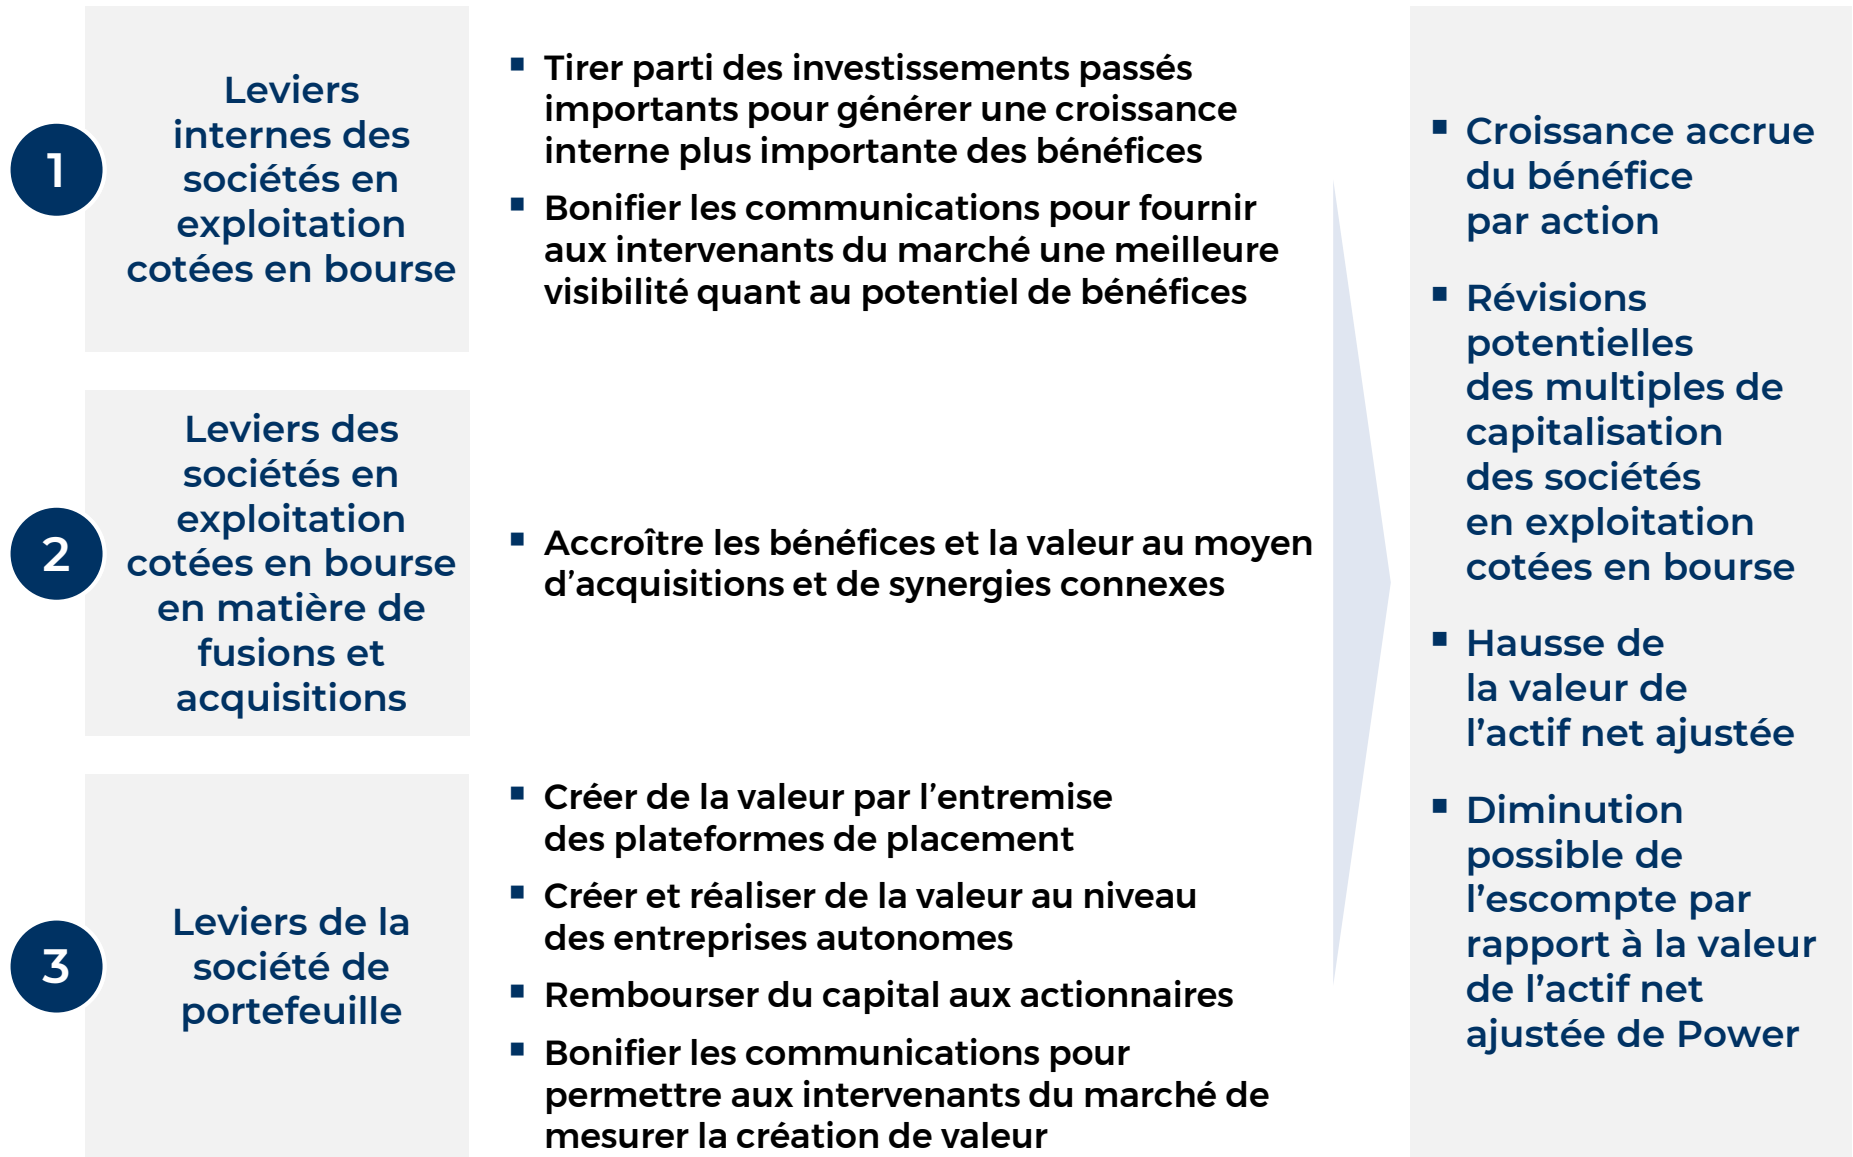 1
Leviers
internes des
sociétés en
exploitation
cotées en bourse
▪ Tirer parti des investissements passés
importants pour générer une croissance
interne plus importante des bénéfices
▪ Bonifier les communications pour fournir
aux intervenants du marché une meilleure
visibilité quant au potentiel de bénéfices
2
Leviers des
sociétés en
exploitation
cotées en bourse
en matière de
fusions et
acquisitions
▪ Accroître les bénéfices et la valeur au moyen
d’acquisitions et de synergies connexes
3
Leviers de la
société de
portefeuille
▪ Créer de la valeur par l’entremise
des plateformes de placement
▪ Créer et réaliser de la valeur au niveau
des entreprises autonomes
▪ Rembourser du capital aux actionnaires
▪ Bonifier les communications pour
permettre aux intervenants du marché de
mesurer la création de valeur
▪ Croissance accrue
du bénéfice
par action
▪ Révisions
potentielles
des multiples de
capitalisation
des sociétés
en exploitation
cotées en bourse
▪ Hausse de
la valeur de
l’actif net ajustée
▪ Diminution
possible de
l’escompte par
rapport à la valeur
de l’actif net
ajustée de Power